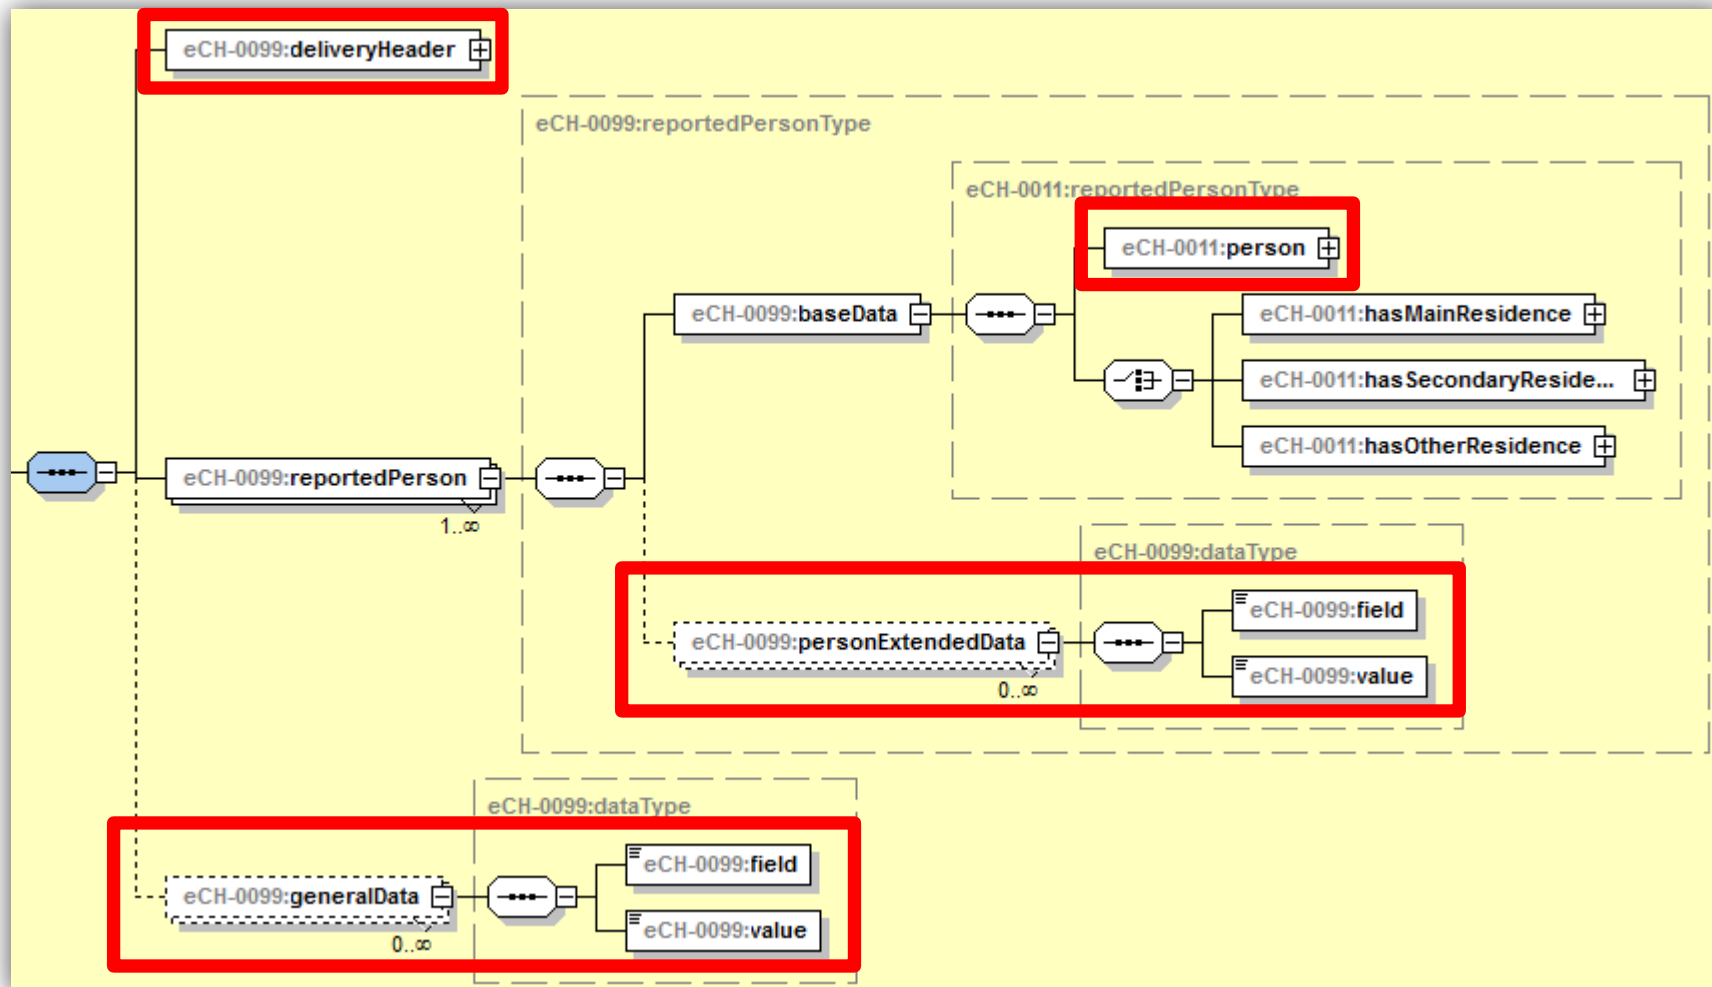 eCH-0099:deliveryHeader
eCH-0099:reportedPersonType
eCH-0011:reportedPersonType
eCH-0011:person
eCH-0099:baseData
eCH-0011:hasMainResidence
eCH-0011:hasSecondaryReside...
eCH-0011:hasOtherResidence
eCH-0099:reportedPerson
1..∞
eCH-0099:dataType
eCH-0099:field
eCH-0099:personExtendedData
eCH-0099:value
0..∞
eCH-0099:dataType
eCH-0099:field
eCH-0099:generalData
eCH-0099:value
0..∞